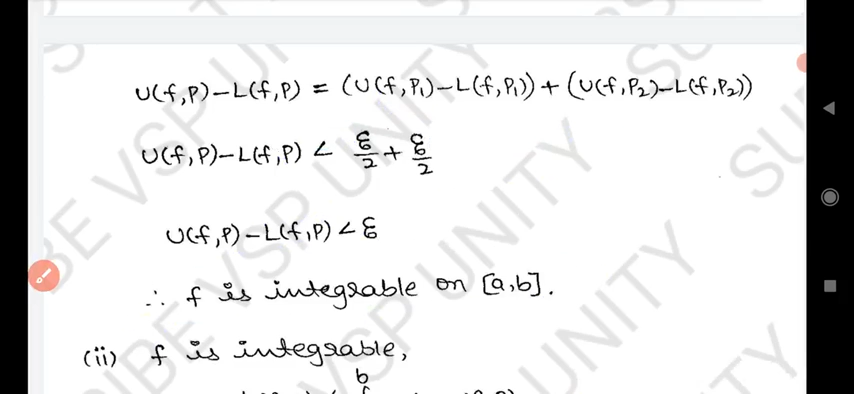 U(f,P)-L(f,P) = (U(f,P₁)-L(f,P₁))+(U(f,P₂)-L(f,P₂))
U(f,P)-L(f,P) < ε/2 + ε/2
U(f,P)-L(f,P) < ε
∴ f is integrable on [a,b].
(ii) f is integrable,
b